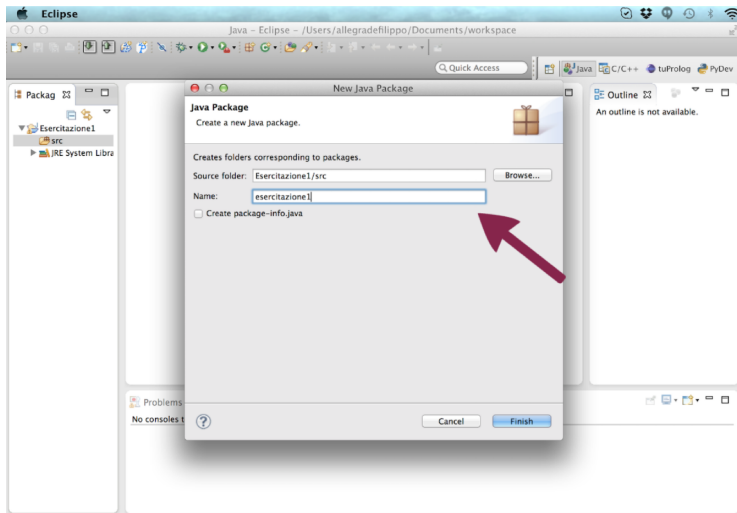 Eclipse
Java - Eclipse - /Users/allegradefilippo/Documents/workspace
Quick Access
Java
C/C++
tuProlog
PyDev
Packag
Esercitazione1
src
JRE System Libra
New Java Package
Java Package
Create a new Java package.
Creates folders corresponding to packages.
Source folder: Esercitazione1/src Browse...
Name: esercitazione1
Create package-info.java
? Cancel Finish
Outline
An outline is not available.
Problems
No consoles t